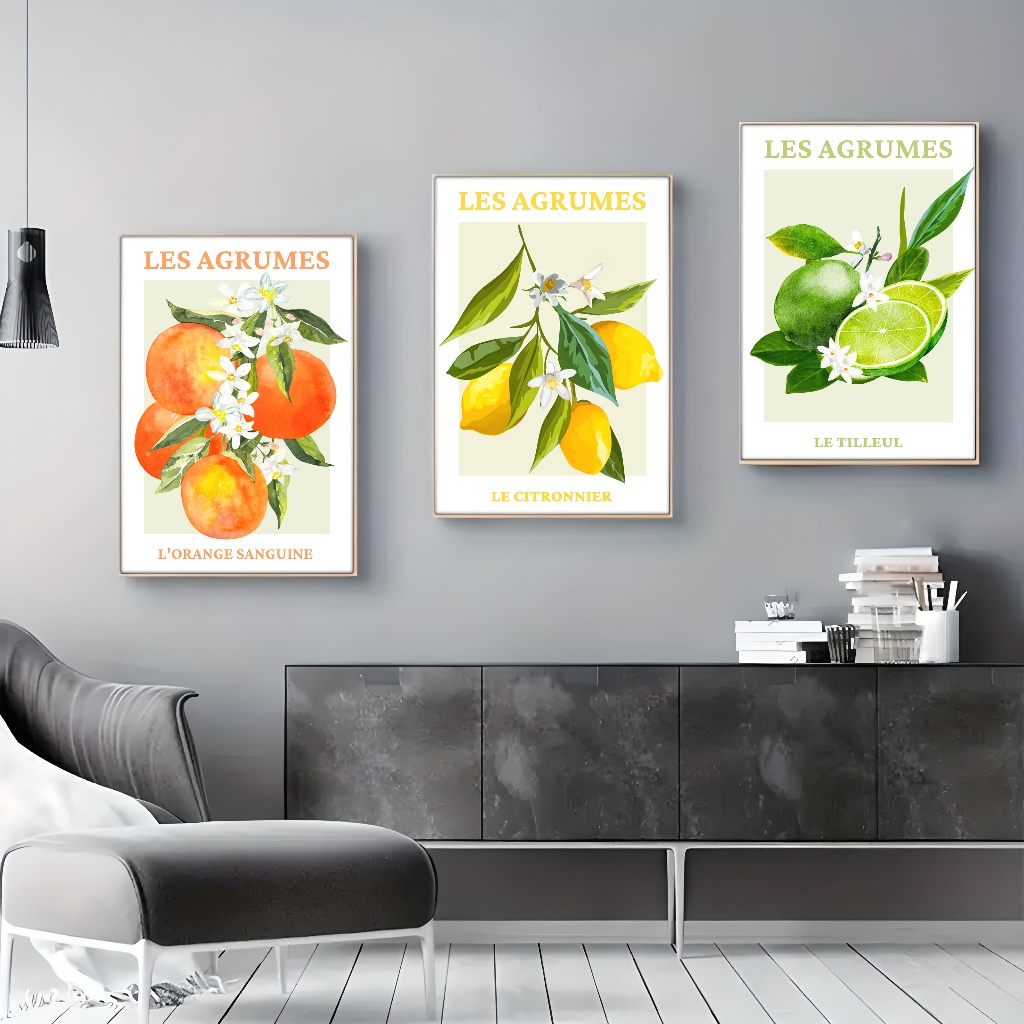 LES AGRUMES
L'ORANGE SANGUINE
LES AGRUMES
LE CITRONNIER
LES AGRUMES
LE TILLEUL